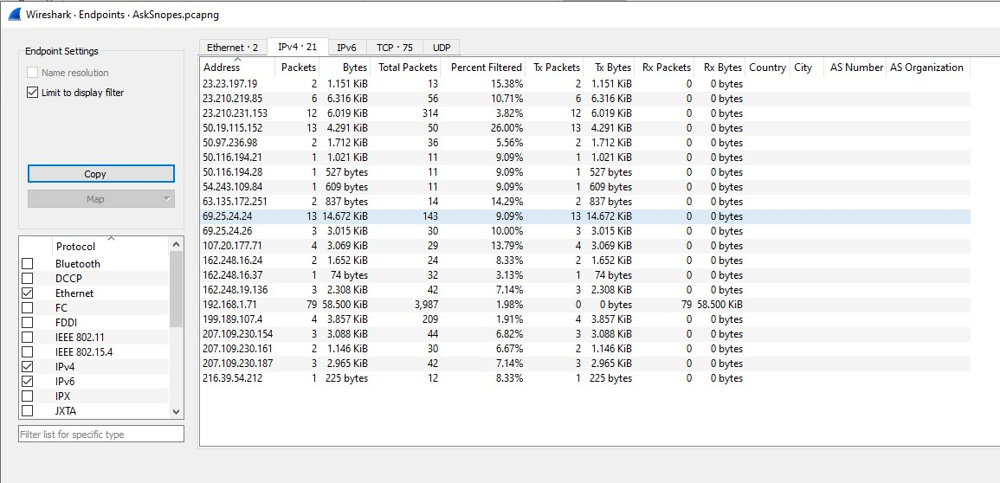 Wireshark · Endpoints · AskSnopes.pcapng
Endpoint Settings
Name resolution
Limit to display filter
Copy
Map
Protocol
Bluetooth
DCCP
Ethernet
FC
FDDI
IEEE 802.11
IEEE 802.15.4
IPv4
IPv6
IPX
JXTA
Filter list for specific type
Ethernet · 2 IPv4 · 21 IPv6 TCP · 75 UDP
Address Packets Bytes Total Packets Percent Filtered Tx Packets Tx Bytes Rx Packets Rx Bytes Country City AS Number AS Organization
23.23.197.19 2 1.151 KiB 13 15.38% 2 1.151 KiB 0 0 bytes
23.210.219.85 6 6.316 KiB 56 10.71% 6 6.316 KiB 0 0 bytes
23.210.231.153 12 6.019 KiB 314 3.82% 12 6.019 KiB 0 0 bytes
50.19.115.152 13 4.291 KiB 50 26.00% 13 4.291 KiB 0 0 bytes
50.97.236.98 2 1.712 KiB 36 5.56% 2 1.712 KiB 0 0 bytes
50.116.194.21 1 1.021 KiB 11 9.09% 1 1.021 KiB 0 0 bytes
50.116.194.28 1 527 bytes 11 9.09% 1 527 bytes 0 0 bytes
54.243.109.84 1 609 bytes 11 9.09% 1 609 bytes 0 0 bytes
63.135.172.251 2 837 bytes 14 14.29% 2 837 bytes 0 0 bytes
69.25.24.24 13 14.672 KiB 143 9.09% 13 14.672 KiB 0 0 bytes
69.25.24.26 3 3.015 KiB 30 10.00% 3 3.015 KiB 0 0 bytes
107.20.177.71 4 3.069 KiB 29 13.79% 4 3.069 KiB 0 0 bytes
162.248.16.24 2 1.652 KiB 24 8.33% 2 1.652 KiB 0 0 bytes
162.248.16.37 1 74 bytes 32 3.13% 1 74 bytes 0 0 bytes
162.248.19.136 3 2.308 KiB 42 7.14% 3 2.308 KiB 0 0 bytes
192.168.1.71 79 58.500 KiB 3,987 1.98% 0 0 bytes 79 58.500 KiB
199.189.107.4 4 3.857 KiB 209 1.91% 4 3.857 KiB 0 0 bytes
207.109.230.154 3 3.088 KiB 44 6.82% 3 3.088 KiB 0 0 bytes
207.109.230.161 2 1.146 KiB 30 6.67% 2 1.146 KiB 0 0 bytes
207.109.230.187 3 2.965 KiB 42 7.14% 3 2.965 KiB 0 0 bytes
216.39.54.212 1 225 bytes 12 8.33% 1 225 bytes 0 0 bytes